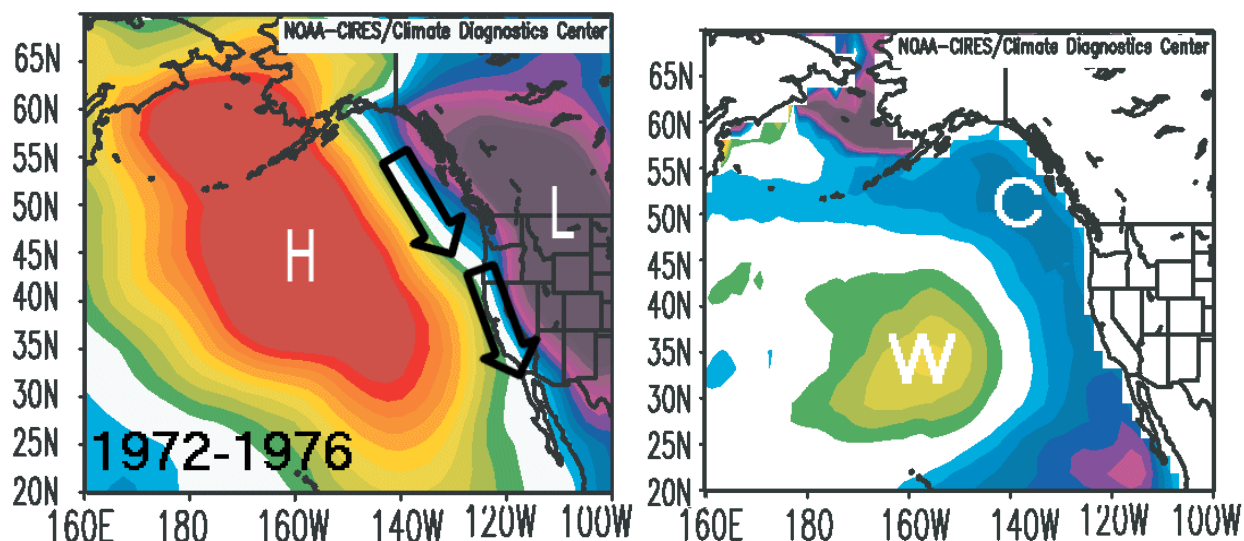 NOAA-CIRES/Climate Diagnostics Center
65N
60N
55N
50N
45N
40N
35N
30N
25N
20N
160E
180
160W
140W
120W
100W
H
L
1972-1976
NOAA-CIRES/Climate Diagnostics Center
65N
60N
55N
50N
45N
40N
35N
30N
25N
20N
160E
180
160W
140W
120W
100W
C
W